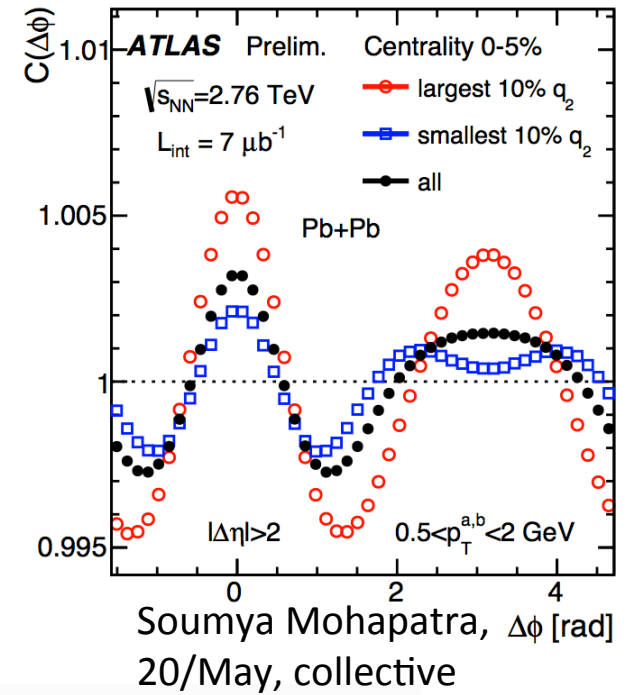 1.01
ATLAS Prelim. Centrality 0-5%
√sNN=2.76 TeV
largest 10% q2
Lint = 7 μb-1
smallest 10% q2
all
C(Δϕ)
1.005
Pb+Pb
1
0.995
|Δη|>2 0.5<pTa,b<2 GeV
0 2 4
Soumya Mohapatra, Δϕ [rad]
20/May, collective